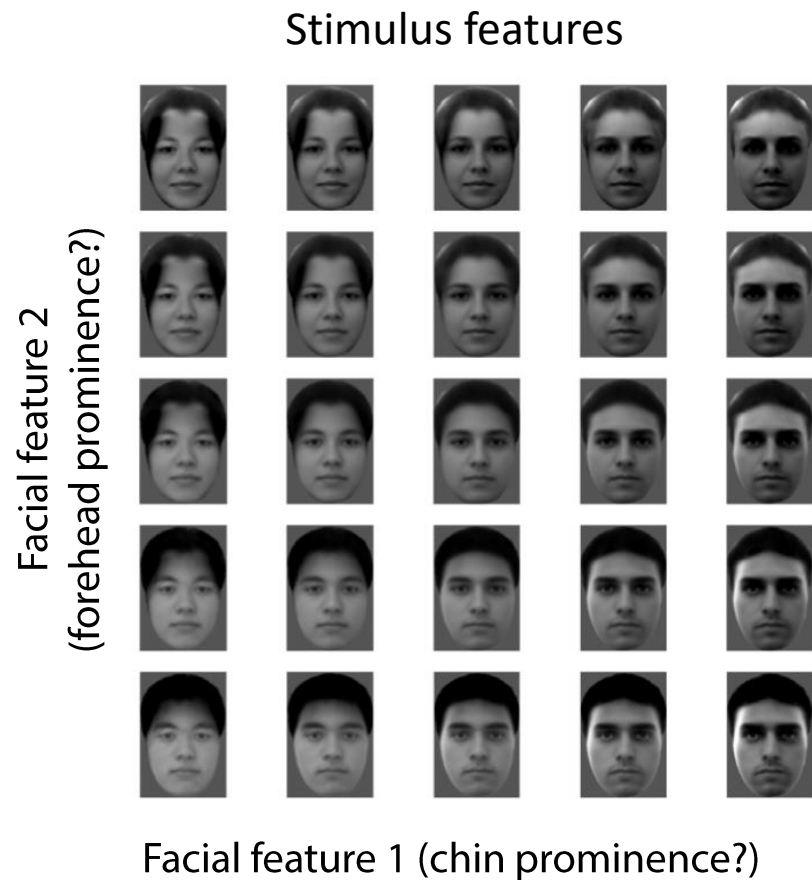 Stimulus features
Facial feature 2
(forehead prominence?)
Facial feature 1 (chin prominence?)